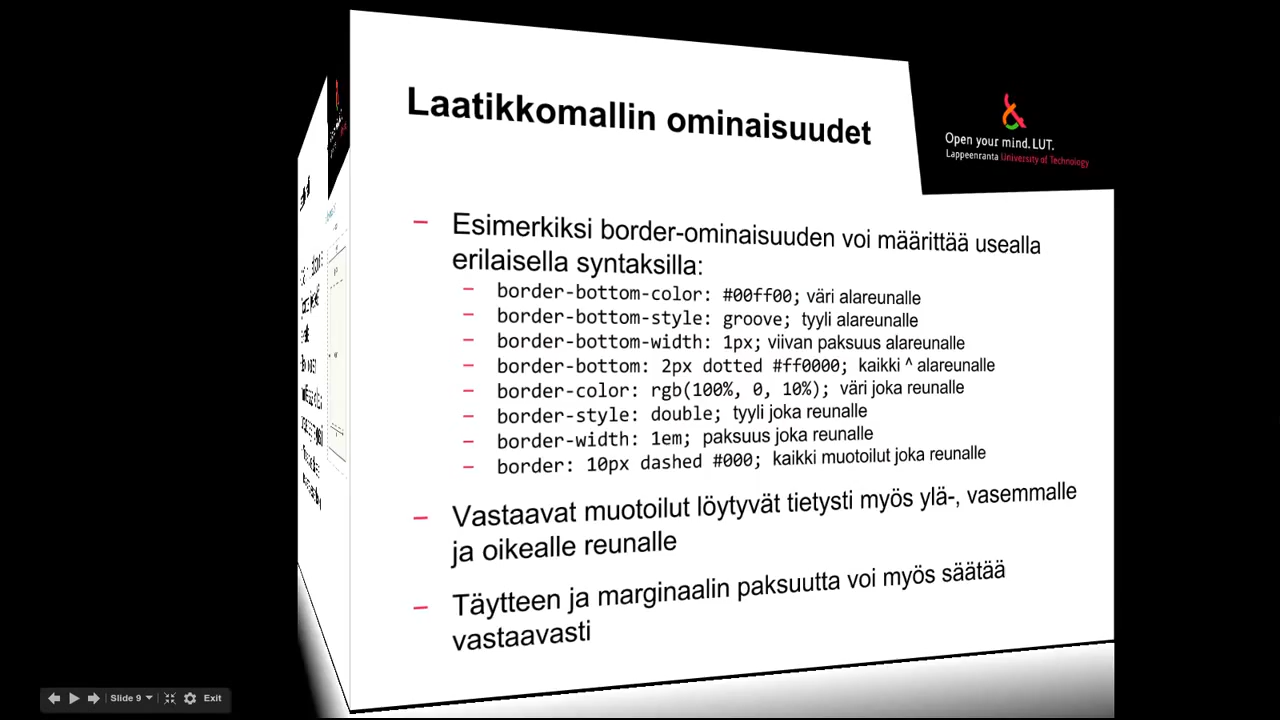 Laatikkomallin ominaisuudet
Open your mind. LUT.
Lappeenranta University of Technology
– Esimerkiksi border-ominaisuuden voi määrittää usealla
erilaisella syntaksilla:
– border-bottom-color: #00ff00; väri alareunalle
– border-bottom-style: groove; tyyli alareunalle
– border-bottom-width: 1px; viivan paksuus alareunalle
– border-bottom: 2px dotted #ff0000; kaikki ^ alareunalle
– border-color: rgb(100%, 0, 10%); väri joka reunalle
– border-style: double; tyyli joka reunalle
– border-width: 1em; paksuus joka reunalle
– border: 10px dashed #000; kaikki muotoilut joka reunalle
– Vastaavat muotoilut löytyvät tietysti myös ylä-, vasemmalle
ja oikealle reunalle
– Täytteen ja marginaalin paksuutta voi myös säätää
vastaavasti
Slide 9
Exit